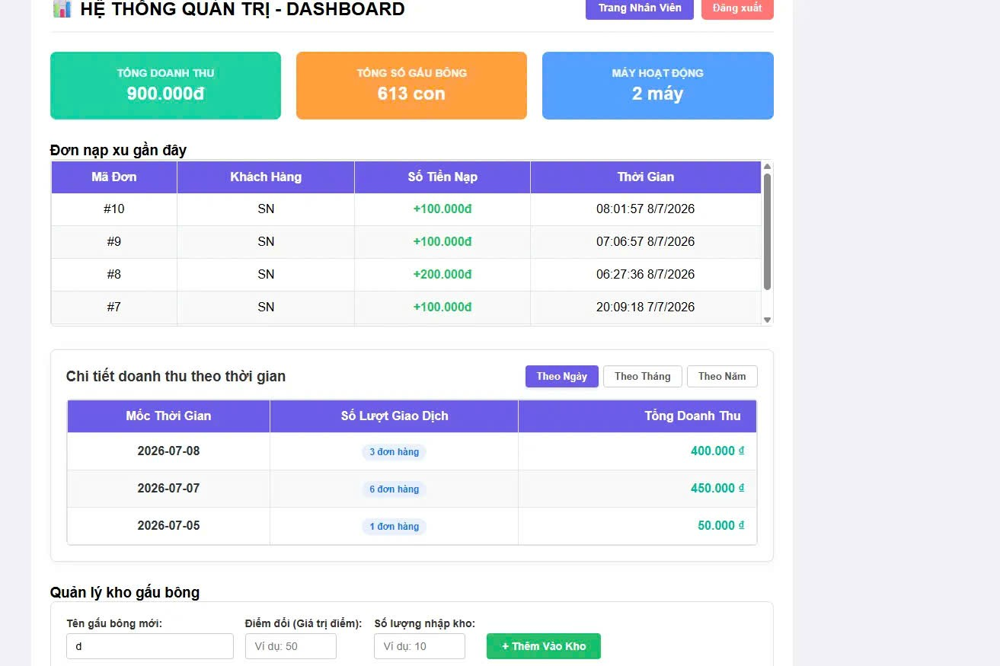 HỆ THỐNG QUẢN TRỊ - DASHBOARD
Trang Nhân Viên
Đăng xuất
TỔNG DOANH THU
900.000đ
TỔNG SỐ GẤU BÔNG
613 con
MÁY HOẠT ĐỘNG
2 máy
Đơn nạp xu gần đây
Mã Đơn Khách Hàng Số Tiền Nạp Thời Gian
#10 SN +100.000đ 08:01:57 8/7/2026
#9 SN +100.000đ 07:06:57 8/7/2026
#8 SN +200.000đ 06:27:36 8/7/2026
#7 SN +100.000đ 20:09:18 7/7/2026
Chi tiết doanh thu theo thời gian
Theo Ngày
Theo Tháng
Theo Năm
Mốc Thời Gian Số Lượt Giao Dịch Tổng Doanh Thu
2026-07-08 3 đơn hàng 400.000 ₫
2026-07-07 6 đơn hàng 450.000 ₫
2026-07-05 1 đơn hàng 50.000 ₫
Quản lý kho gấu bông
Tên gấu bông mới: Điểm đổi (Giá trị điểm): Số lượng nhập kho:
d Ví dụ: 50 Ví dụ: 10 + Thêm Vào Kho